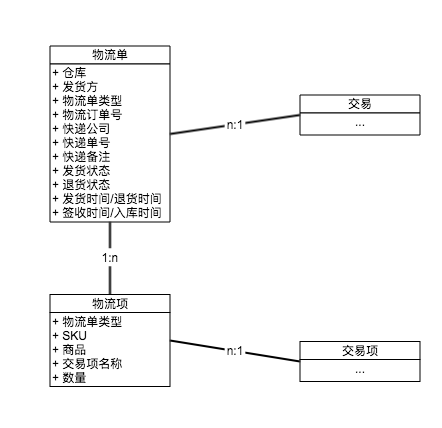 物流单
+ 仓库
+ 发货方
+ 物流单类型
+ 物流订单号
+ 快递公司
+ 快递单号
+ 快递备注
+ 发货状态
+ 退货状态
+ 发货时间/退货时间
+ 签收时间/入库时间
n:1
交易
...
1:n
物流项
+ 物流单类型
+ SKU
+ 商品
+ 交易项名称
+ 数量
n:1
交易项
...